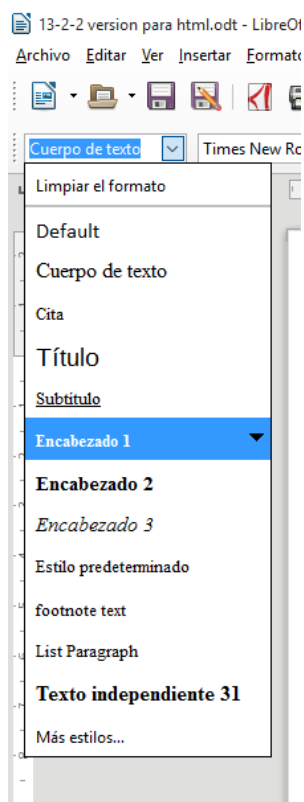 13-2-2 version para html.odt - LibreOf
Archivo Editar Ver Insertar Formato
Cuerpo de texto Times New Ro
Limpiar el formato
Default
Cuerpo de texto
Cita
Título
Subtitulo
Encabezado 1
Encabezado 2
Encabezado 3
Estilo predeterminado
footnote text
List Paragraph
Texto independiente 31
Más estilos...